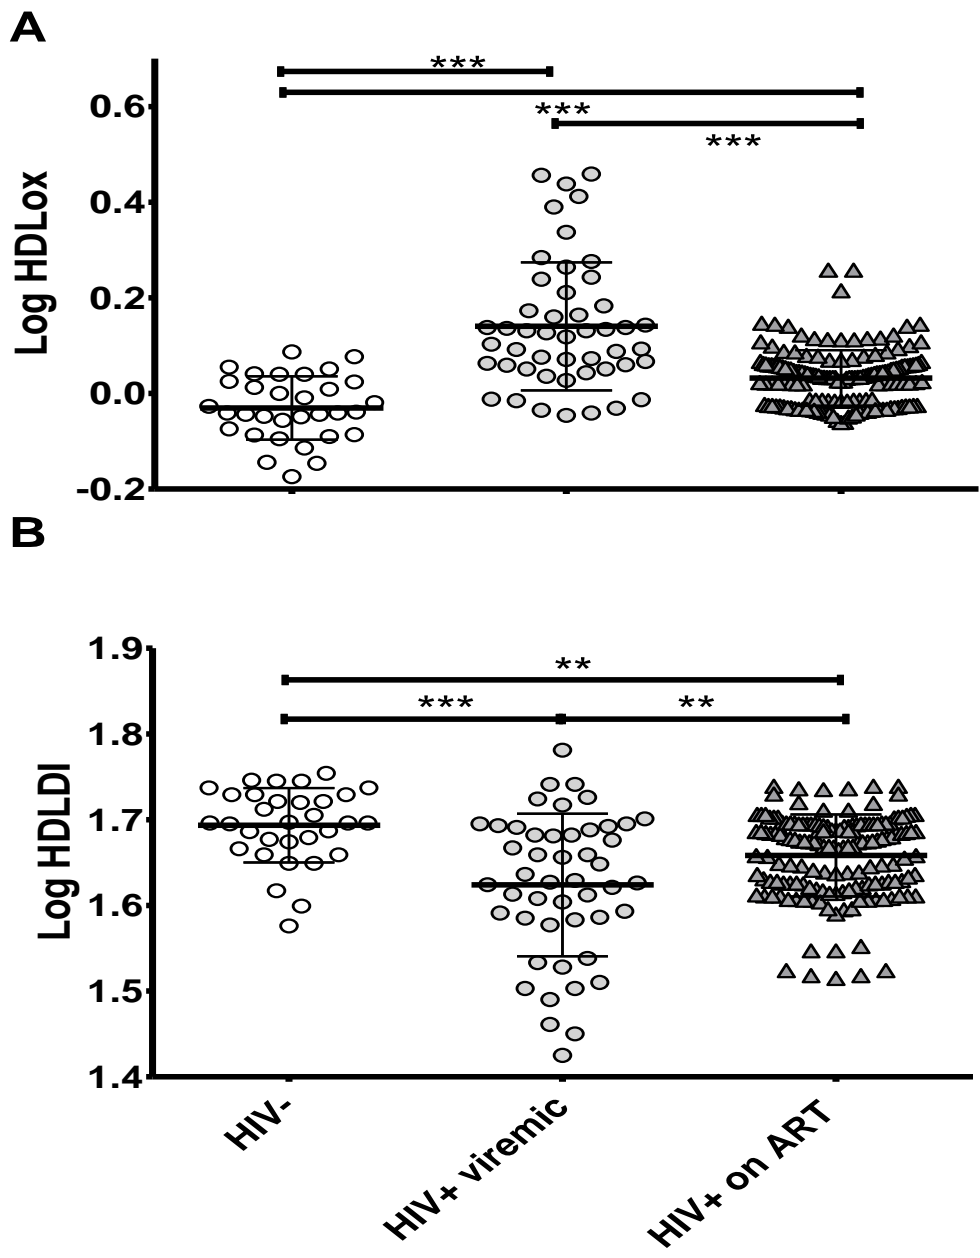 A
***
0.6
***
***
0.4
0.2
0.0
-0.2
Log HDLox
B
1.9
**
***
**
1.8
1.7
1.6
1.5
1.4
Log HDLDI
HIV-
HIV+ viremic
HIV+ on ART